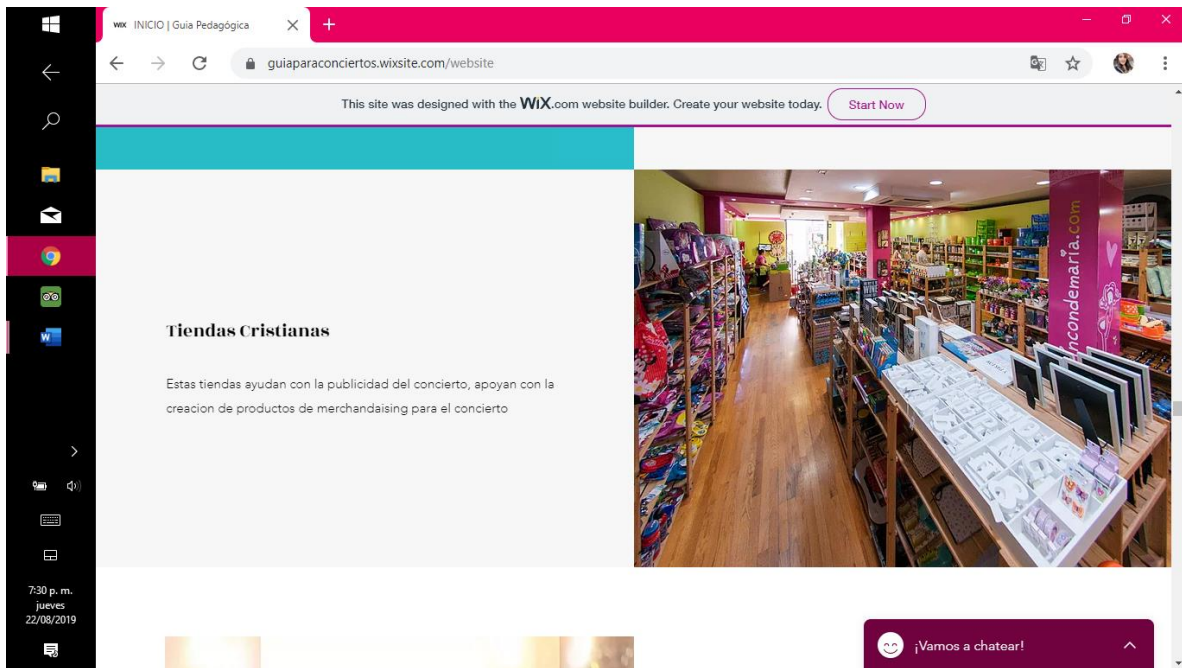 WiX INICIO | Guia Pedagógica
guiaparaconciertos.wixsite.com/website
This site was designed with the WiX.com website builder. Create your website today. Start Now
Tiendas Cristianas
Estas tiendas ayudan con la publicidad del concierto, apoyan con la
creacion de productos de merchandaising para el concierto
incondemaria.com
7:30 p. m.
jueves
22/08/2019
¡Vamos a chatear!